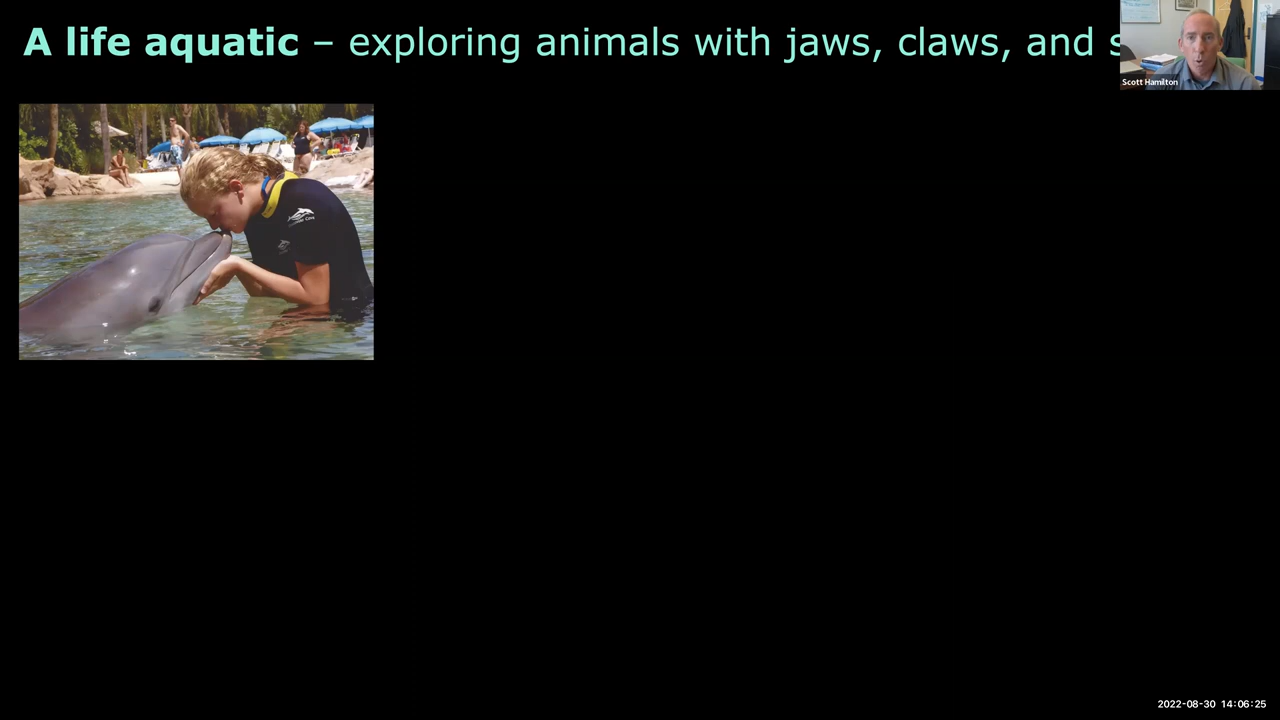 A life aquatic – exploring animals with jaws, claws, and s
Scott Hamilton
2022-08-30 14:06:25